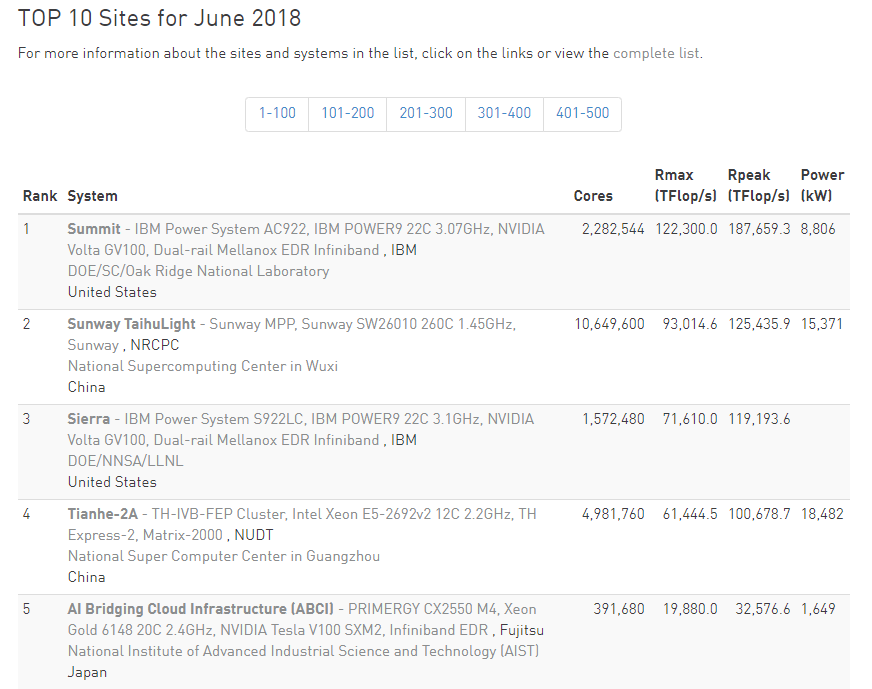 TOP 10 Sites for June 2018
For more information about the sites and systems in the list, click on the links or view the complete list.
1-100 101-200 201-300 301-400 401-500
Rmax Rpeak Power
Rank System Cores (TFlop/s) (TFlop/s) (kW)
1 Summit - IBM Power System AC922, IBM POWER9 22C 3.07GHz, NVIDIA 2,282,544 122,300.0 187,659.3 8,806
Volta GV100, Dual-rail Mellanox EDR Infiniband , IBM
DOE/SC/Oak Ridge National Laboratory
United States
2 Sunway TaihuLight - Sunway MPP, Sunway SW26010 260C 1.45GHz, 10,649,600 93,014.6 125,435.9 15,371
Sunway , NRCPC
National Supercomputing Center in Wuxi
China
3 Sierra - IBM Power System S922LC, IBM POWER9 22C 3.1GHz, NVIDIA 1,572,480 71,610.0 119,193.6
Volta GV100, Dual-rail Mellanox EDR Infiniband , IBM
DOE/NNSA/LLNL
United States
4 Tianhe-2A - TH-IVB-FEP Cluster, Intel Xeon E5-2692v2 12C 2.2GHz, TH 4,981,760 61,444.5 100,678.7 18,482
Express-2, Matrix-2000 , NUDT
National Super Computer Center in Guangzhou
China
5 AI Bridging Cloud Infrastructure (ABCI) - PRIMERGY CX2550 M4, Xeon 391,680 19,880.0 32,576.6 1,649
Gold 6148 20C 2.4GHz, NVIDIA Tesla V100 SXM2, Infiniband EDR , Fujitsu
National Institute of Advanced Industrial Science and Technology (AIST)
Japan